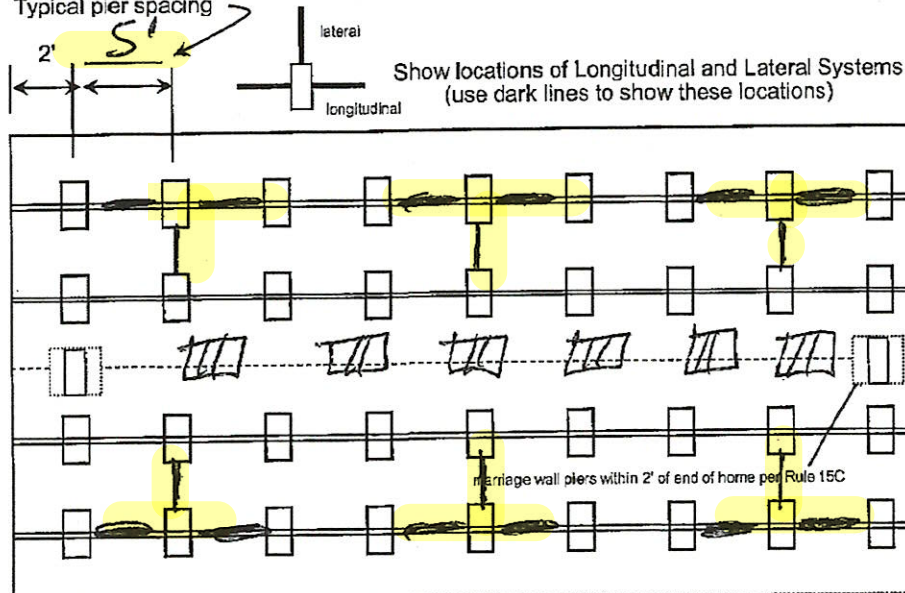 Typical pier spacing
2'
5'
lateral
longitudinal
Show locations of Longitudinal and Lateral Systems
(use dark lines to show these locations)
marriage wall piers within 2' of end of home per Rule 15C